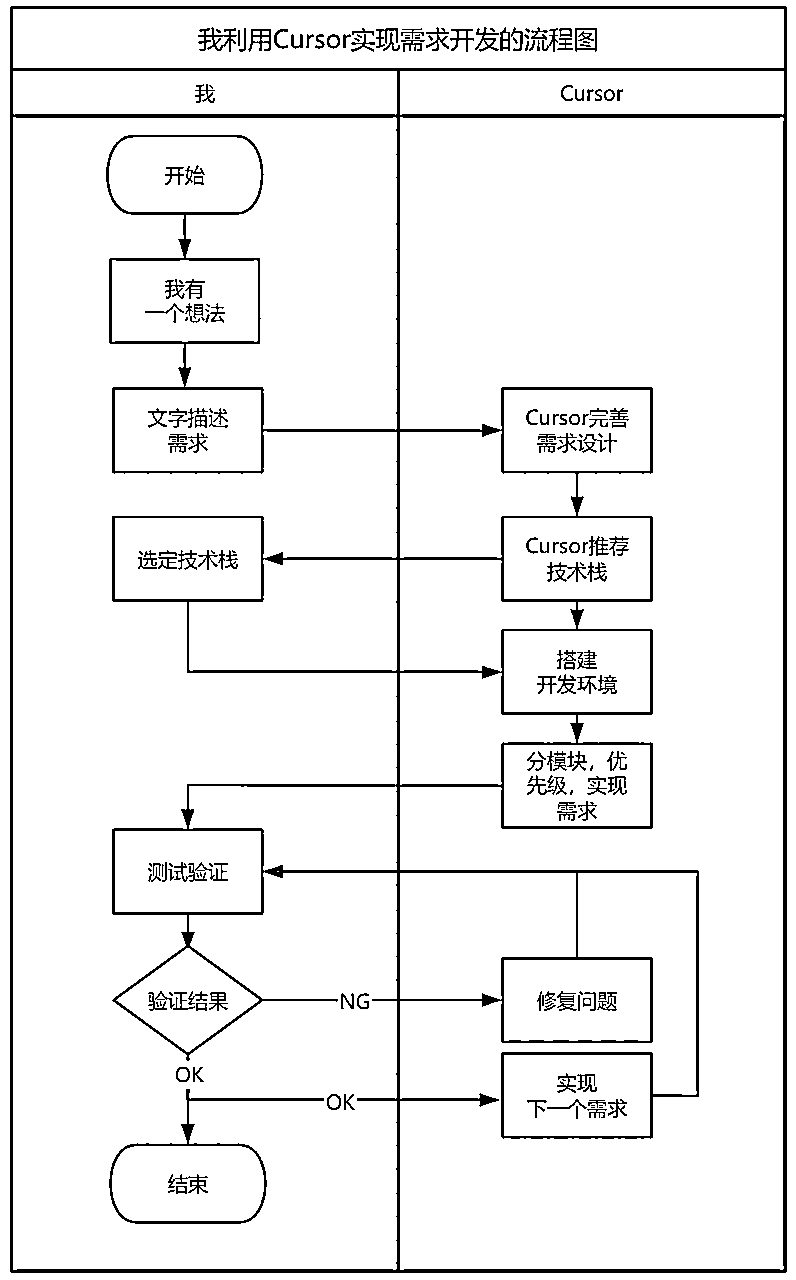 我利用Cursor实现需求开发的流程图
我
Cursor
开始
我有
一个想法
文字描述
需求
Cursor完善
需求设计
选定技术栈
Cursor推荐
技术栈
搭建
开发环境
分模块，优
先级，实现
需求
测试验证
验证结果
NG
修复问题
OK
OK
实现
下一个需求
结束